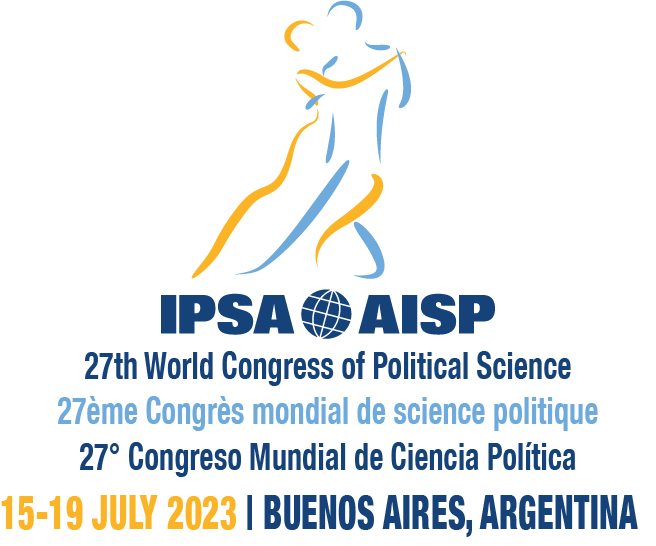 IPSA AISP
27th World Congress of Political Science
27ème Congrès mondial de science politique
27° Congreso Mundial de Ciencia Política
15-19 JULY 2023 | BUENOS AIRES, ARGENTINA